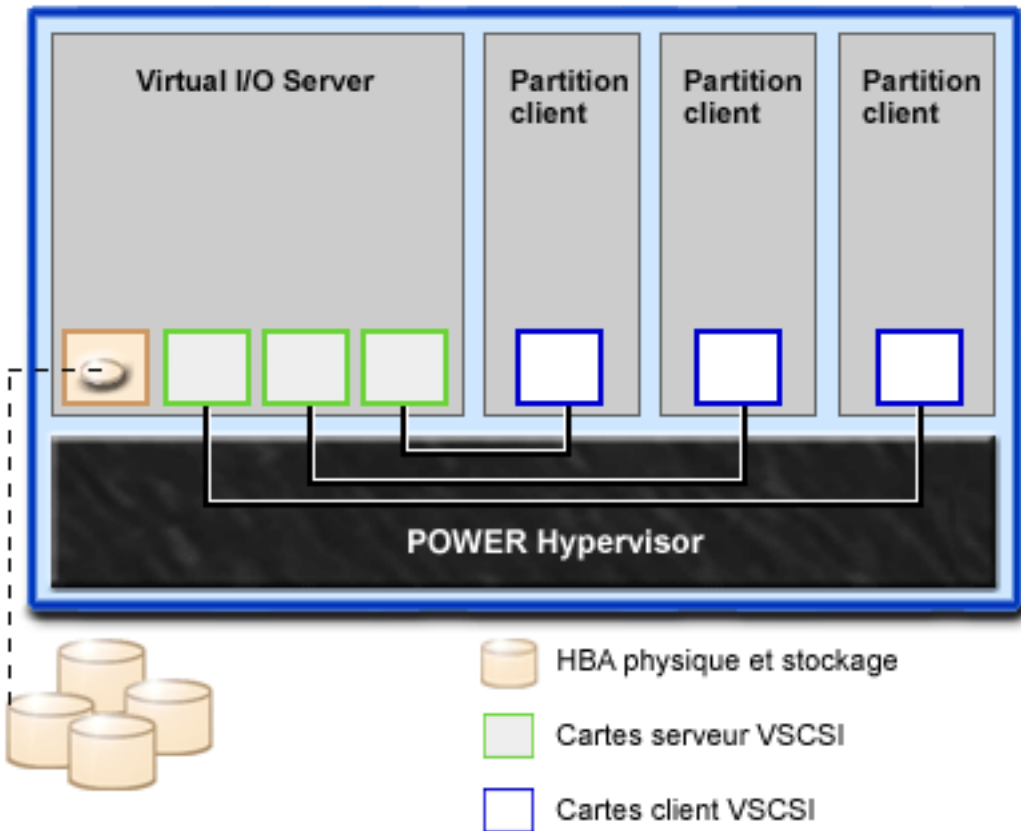 Virtual I/O Server
Partition
client
Partition
client
Partition
client
POWER Hypervisor
HBA physique et stockage
Cartes serveur VSCSI
Cartes client VSCSI